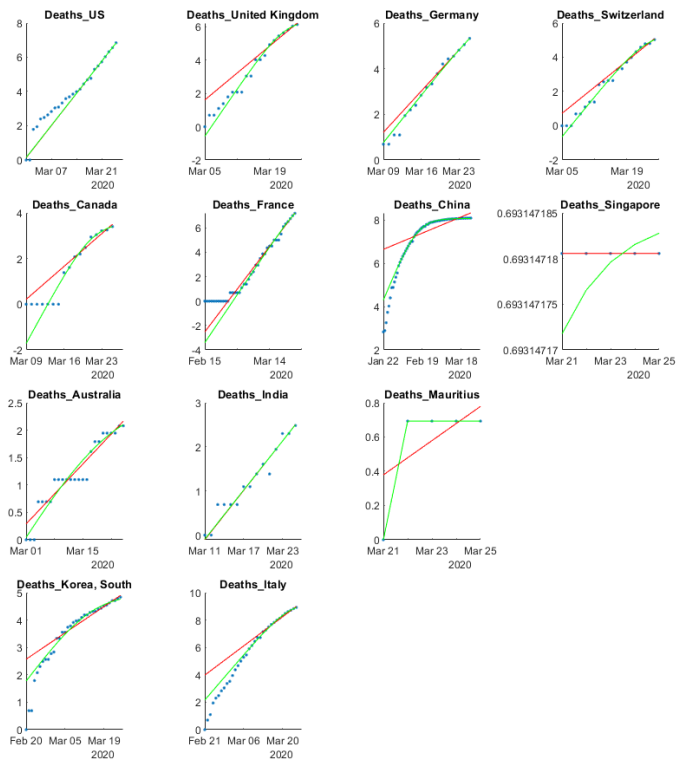 Deaths_US
8
6
4
2
0
Mar 07 Mar 21
2020
Deaths_United Kingdom
6
4
2
0
-2
Mar 05 Mar 19
2020
Deaths_Germany
6
4
2
0
Mar 09 Mar 16 Mar 23
2020
Deaths_Switzerland
6
4
2
0
-2
Mar 05 Mar 19
2020
Deaths_Canada
4
2
0
-2
Mar 09 Mar 16 Mar 23
2020
Deaths_France
6
4
2
0
-2
-4
Feb 15 Mar 14
2020
Deaths_China
8
6
4
2
Jan 22 Feb 19 Mar 18
2020
Deaths_Singapore
0.693147185
0.69314718
0.693147175
0.69314717
Mar 21 Mar 23 Mar 25
2020
Deaths_Australia
2.5
2
1.5
1
0.5
0
Mar 01 Mar 15
2020
Deaths_India
3
2
1
0
Mar 11 Mar 17 Mar 23
2020
Deaths_Mauritius
0.8
0.6
0.4
0.2
0
Mar 21 Mar 23 Mar 25
2020
Deaths_Korea, South
5
4
3
2
1
0
Feb 20 Mar 05 Mar 19
2020
Deaths_Italy
10
8
6
4
2
0
Feb 21 Mar 06 Mar 20
2020